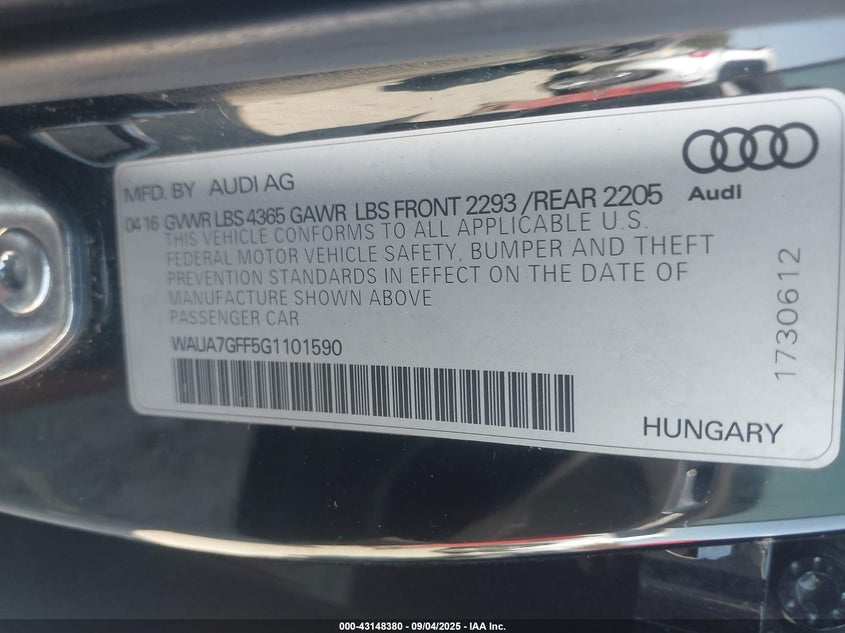 MFD. BY AUDI AG
Audi
04 16 GVWR LBS 4365 GAWR LBS FRONT 2293 /REAR 2205
THIS VEHICLE CONFORMS TO ALL APPLICABLE U.S.
FEDERAL MOTOR VEHICLE SAFETY, BUMPER AND THEFT
PREVENTION STANDARDS IN EFFECT ON THE DATE OF
MANUFACTURE SHOWN ABOVE
PASSENGER CAR
WAUA7GFF5G1101590
1730612
HUNGARY
000-43148380 - 09/04/2025 - IAA Inc.